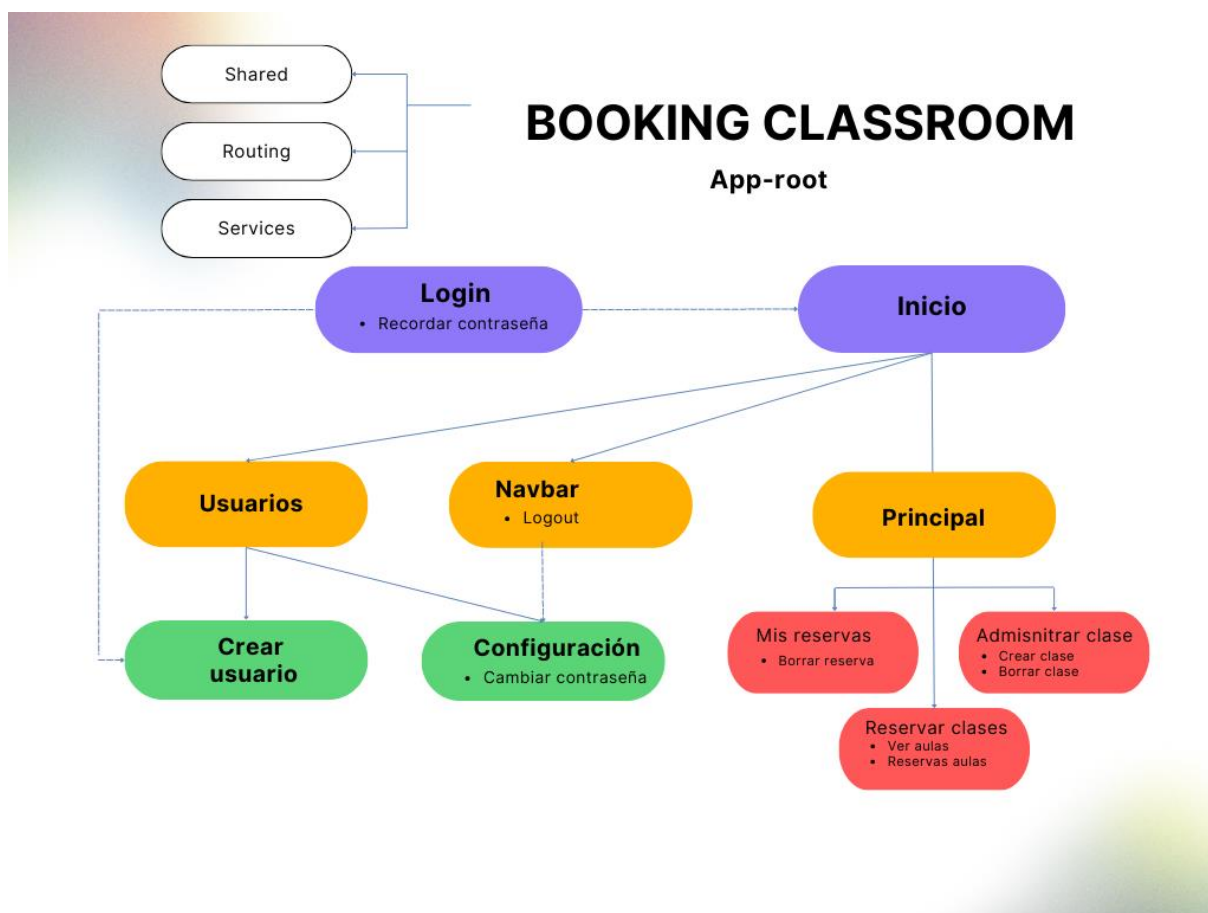 Shared
Routing
Services
BOOKING CLASSROOM
App-root
Login
• Recordar contraseña
Inicio
Usuarios
Navbar
• Logout
Principal
Crear
usuario
Configuración
• Cambiar contraseña
Mis reservas
• Borrar reserva
Admisnitrar clase
• Crear clase
• Borrar clase
Reservar clases
• Ver aulas
• Reservas aulas